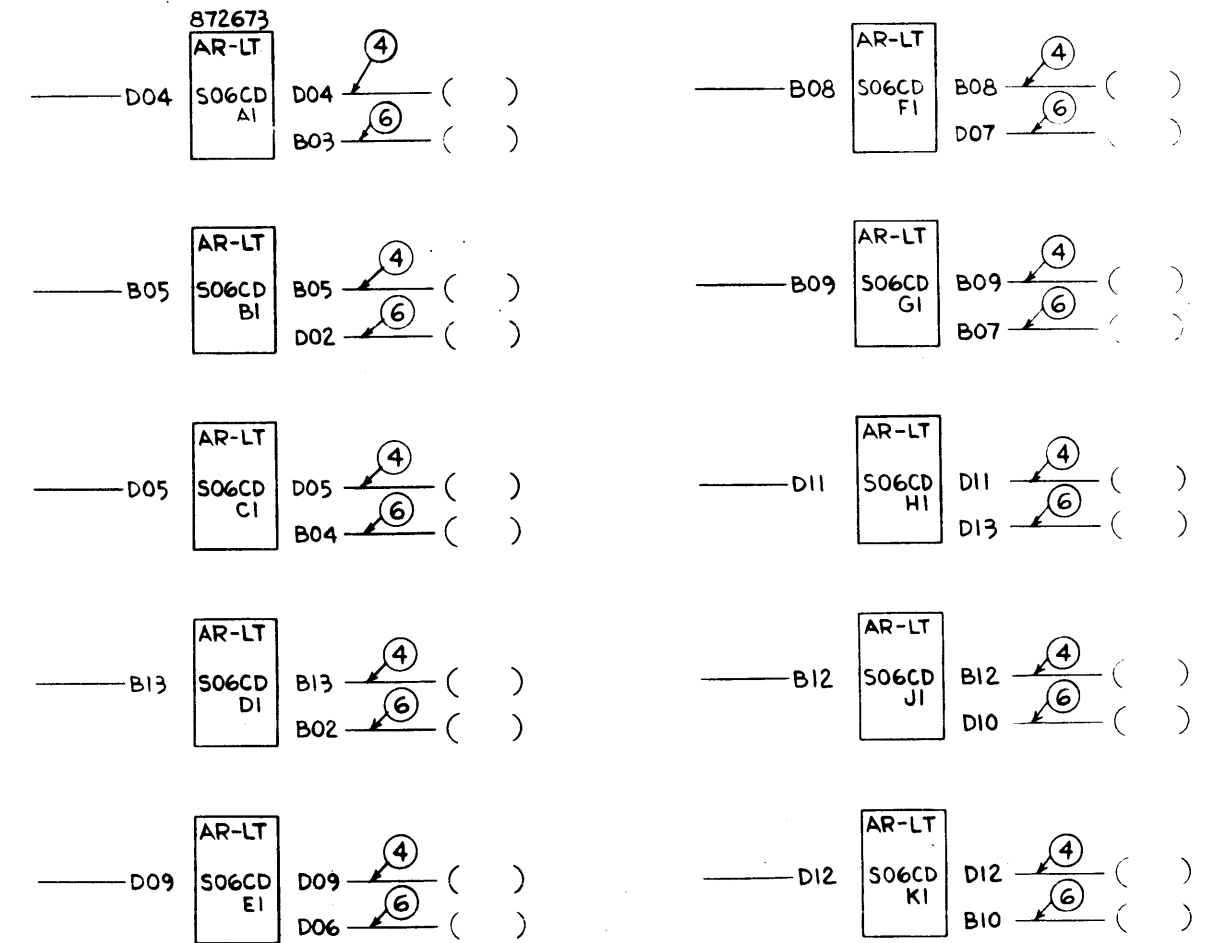 872673
AR-LT
4
D04 S06CD D04 ( )
A1
6
B03 ( )
AR-LT
4
B05 S06CD B05 ( )
B1
6
D02 ( )
AR-LT
4
D05 S06CD D05 ( )
C1
6
B04 ( )
AR-LT
4
B13 S06CD B13 ( )
D1
6
B02 ( )
AR-LT
4
D09 S06CD D09 ( )
E1
6
D06 ( )
AR-LT
4
B08 S06CD B08 ( )
F1
6
D07 ( )
AR-LT
4
B09 S06CD B09 ( )
G1
6
B07 ( )
AR-LT
4
D11 S06CD D11 ( )
H1
6
D13 ( )
AR-LT
4
B12 S06CD B12 ( )
J1
6
D10 ( )
AR-LT
4
D12 S06CD D12 ( )
K1
6
B10 ( )